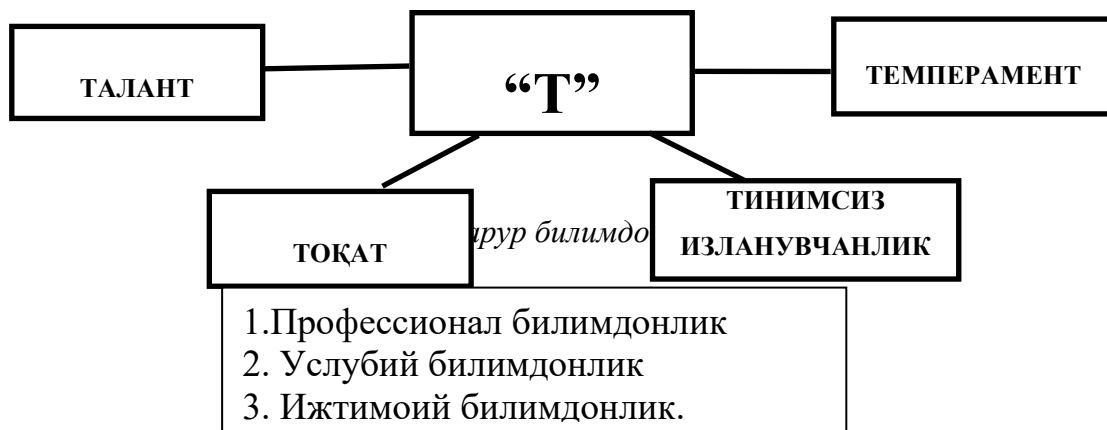 ТАЛАНТ
“Т”
ТЕМПЕРАМЕНТ
ТОҚАТ
ТИНИМСИЗ
ИЗЛАНУВЧАНЛИК
1.Профессионал билимдонлик
2. Услубий билимдонлик
3. Ижтимоий билимдонлик.